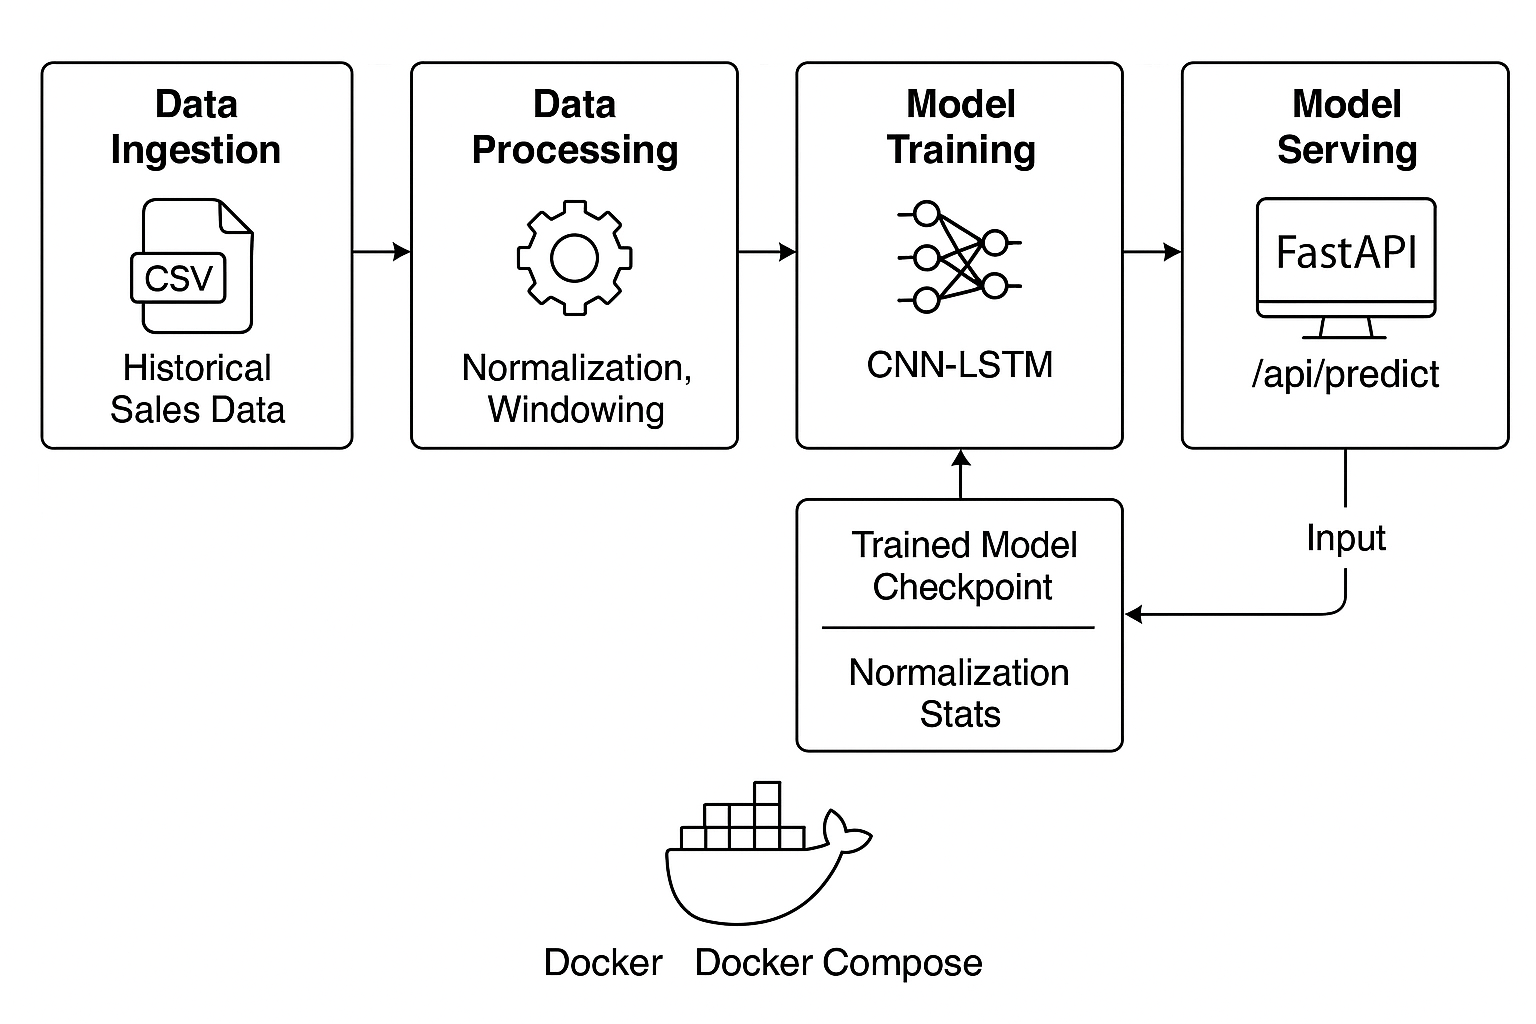 Data
Ingestion
CSV
Historical
Sales Data
Data
Processing
Normalization,
Windowing
Model
Training
CNN-LSTM
Model
Serving
FastAPI
/api/predict
Input
Trained Model
Checkpoint
Normalization
Stats
Docker Docker Compose